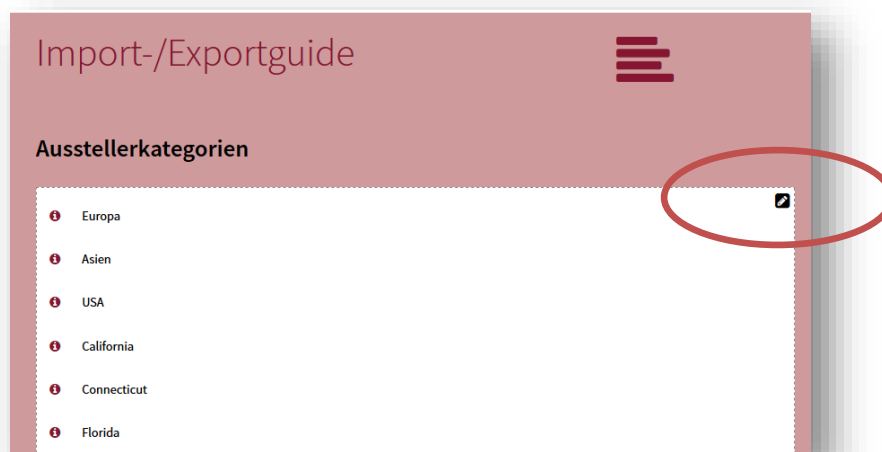 Import-/Exportguide
Ausstellerkategorien
Europa
Asien
USA
California
Connecticut
Florida